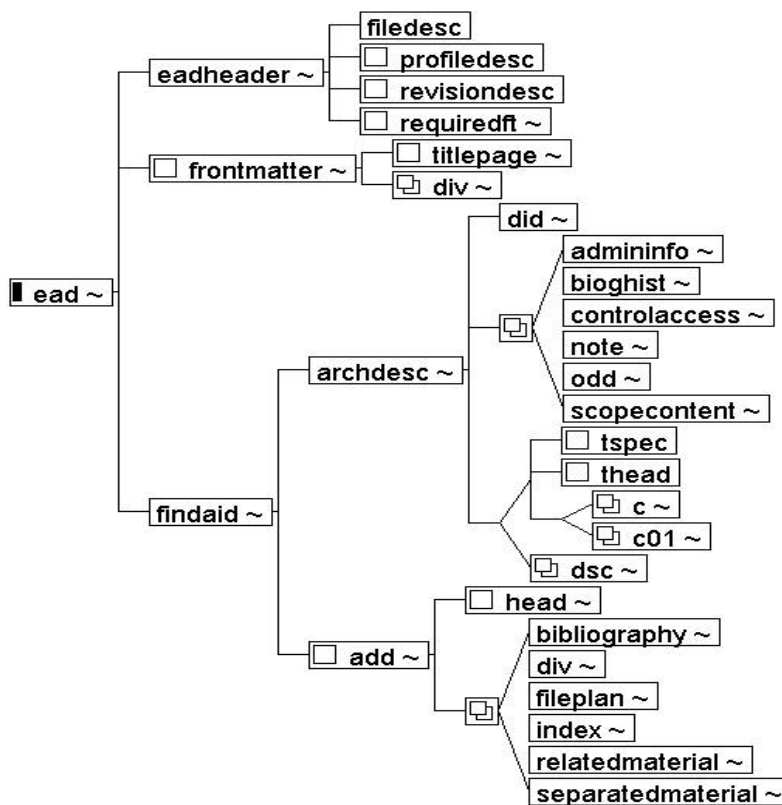 filedesc
eadheader ~
profiledesc
revisiondesc
requiredft ~
frontmatter ~
titlepage ~
div ~
did ~
admininfo ~
bioghist ~
ead ~
controlaccess ~
note ~
archdesc ~
odd ~
scopecontent ~
tspec
thead
c ~
findaid ~
c01 ~
dsc ~
head ~
bibliography ~
add ~
div ~
fileplan ~
index ~
relatedmaterial ~
separatedmaterial ~